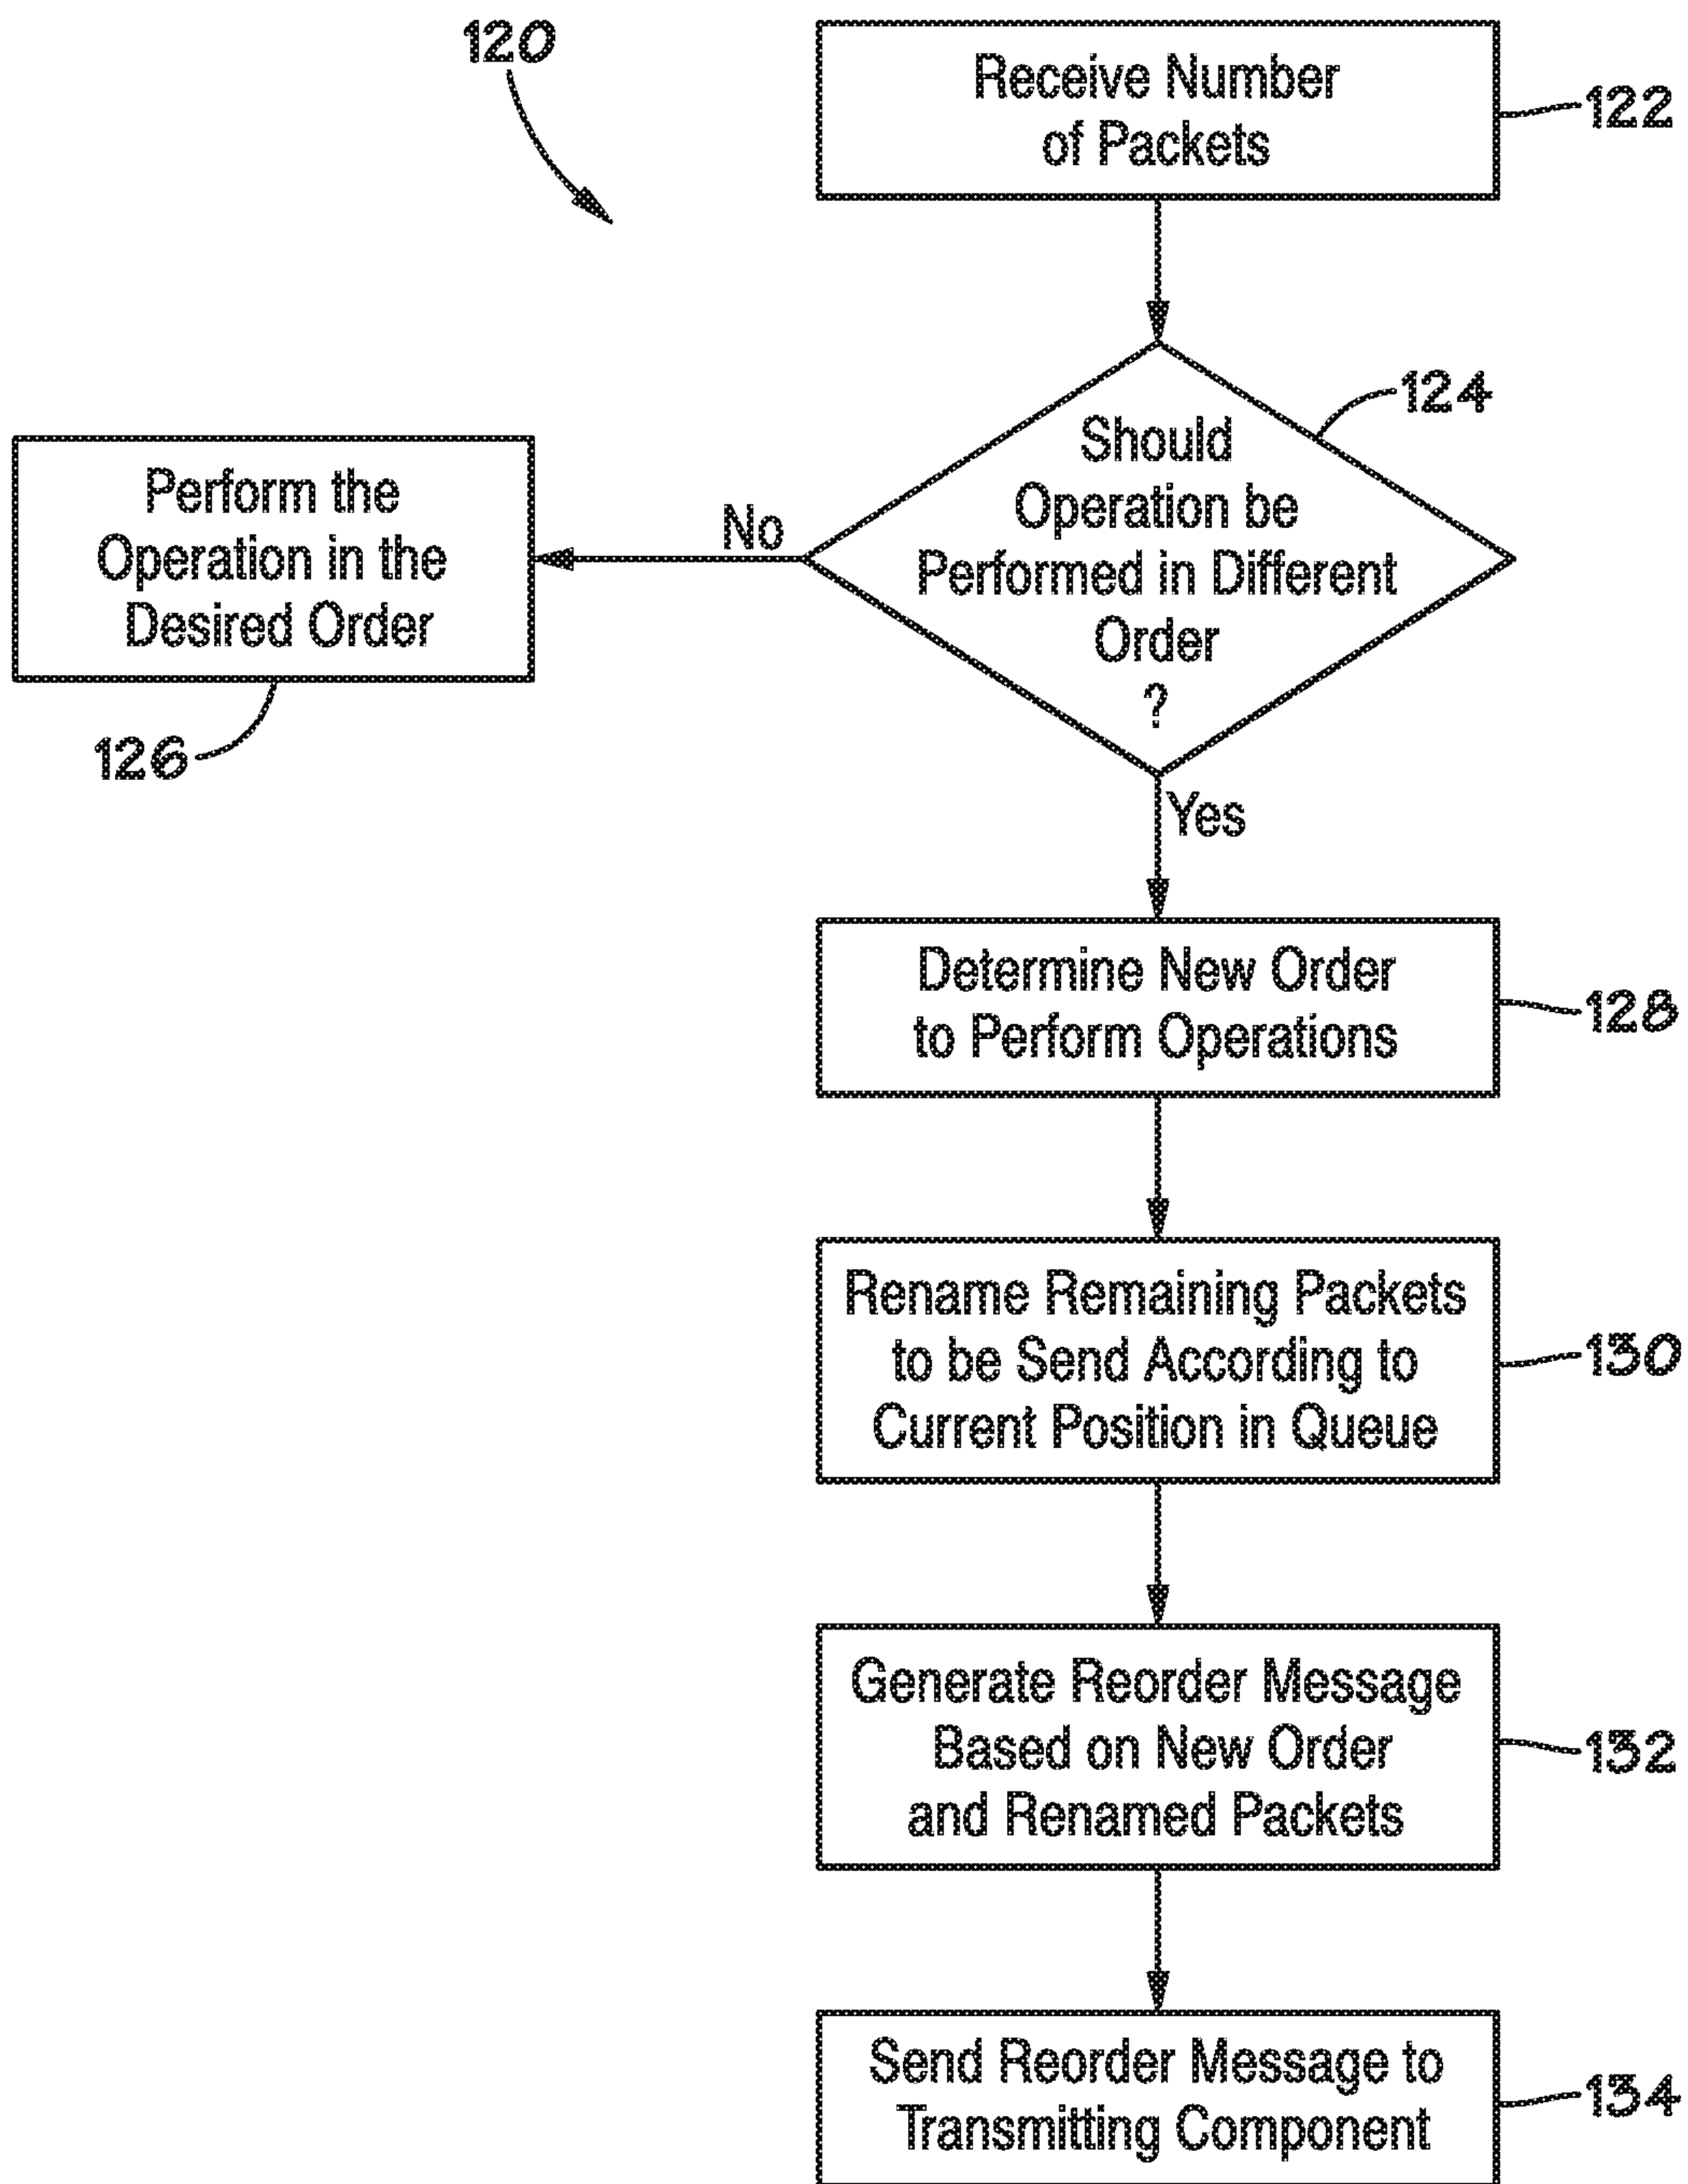 120
Receive Number
of Packets
122
Should
Operation be
Performed in Different
Order
?
124
No
Perform the
Operation in the
Desired Order
126
Yes
Determine New Order
to Perform Operations
128
Rename Remaining Packets
to be Send According to
Current Position in Queue
130
Generate Reorder Message
Based on New Order
and Renamed Packets
132
Send Reorder Message to
Transmitting Component
134